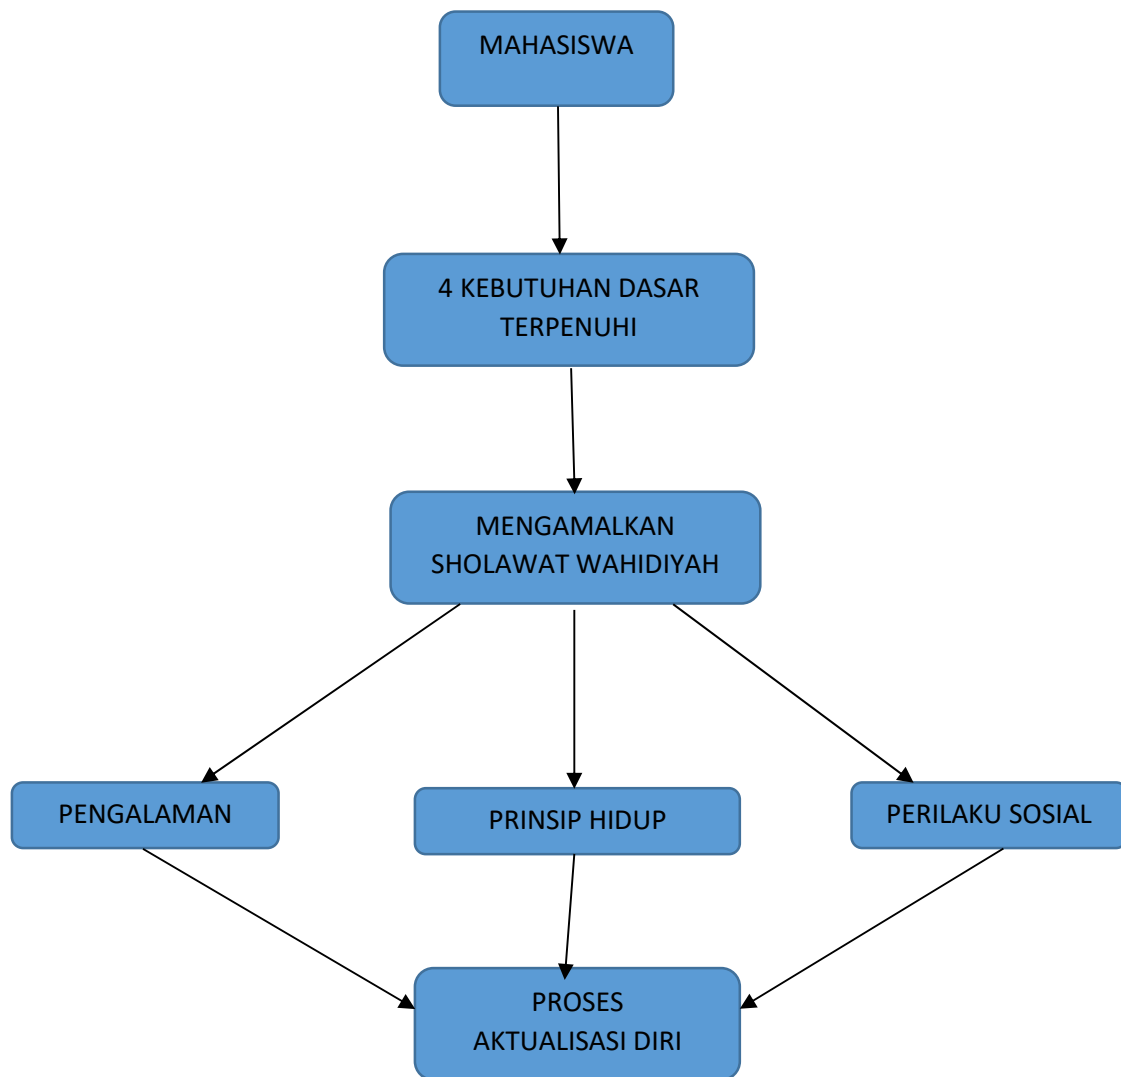 MAHASISWA
4 KEBUTUHAN DASAR
TERPENUHI
MENGAMALKAN
SHOLAWAT WAHIDIYAH
PENGALAMAN
PRINSIP HIDUP
PERILAKU SOSIAL
PROSES
AKTUALISASI DIRI